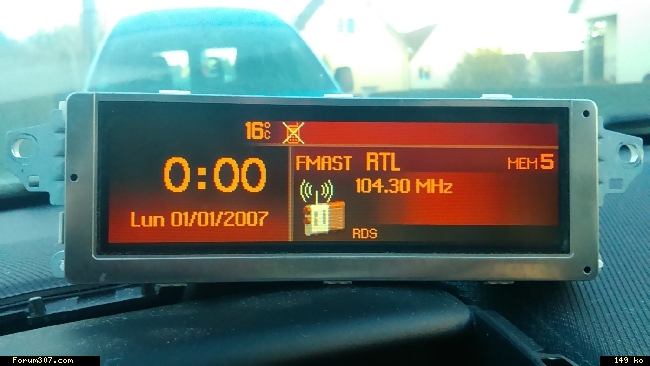 16°C
0:00
Lun 01/01/2007
FMAST RTL MEM 5
104.30 MHz
RDS
Forum307.com
149 ko